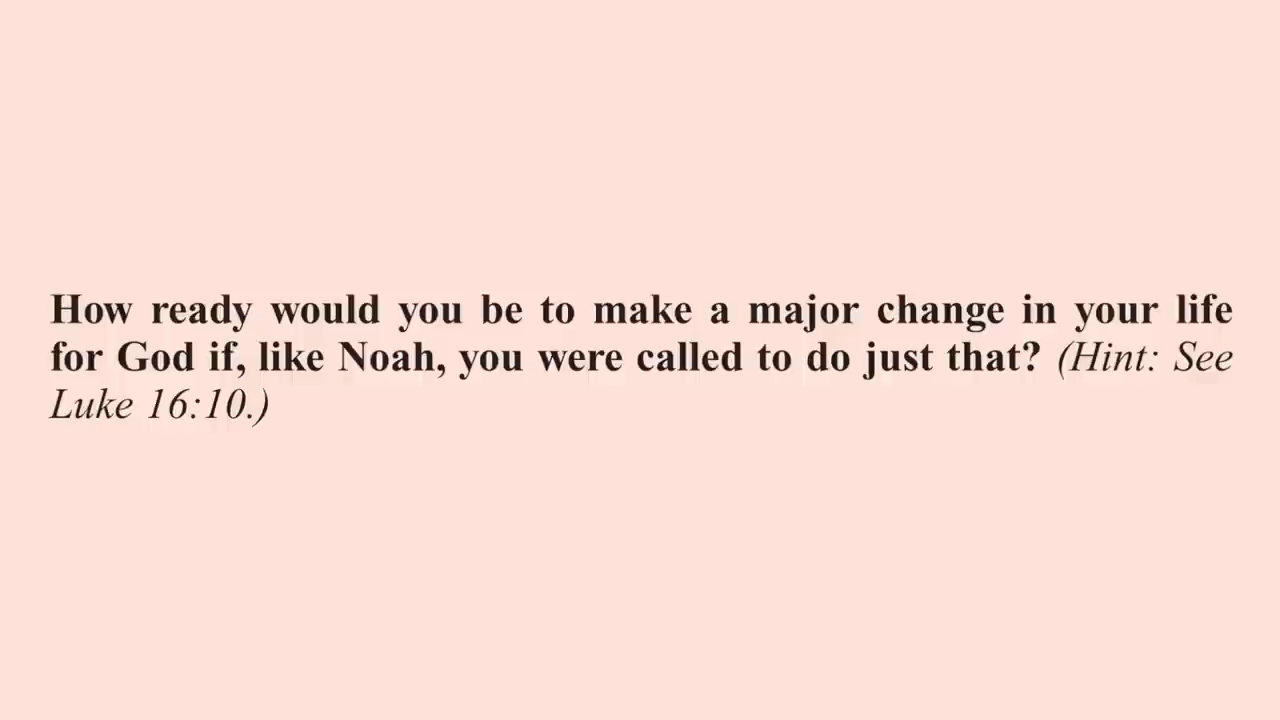 How ready would you be to make a major change in your life
for God if, like Noah, you were called to do just that? (Hint: See
Luke 16:10.)